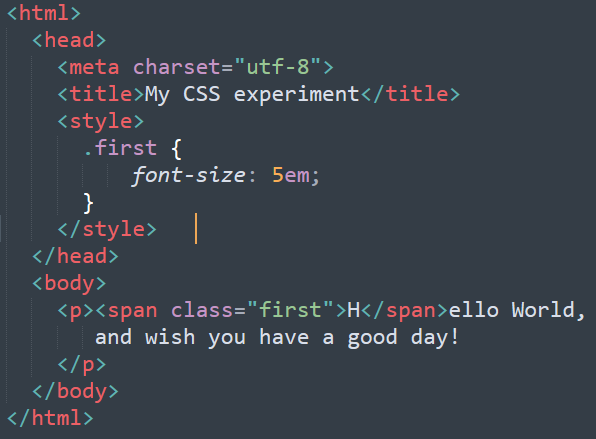 <html>
<head>
<meta charset="utf-8">
<title>My CSS experiment</title>
<style>
.first {
font-size: 5em;
}
</style>
</head>
<body>
<p><span class="first">H</span>ello World,
and wish you have a good day!
</p>
</body>
</html>